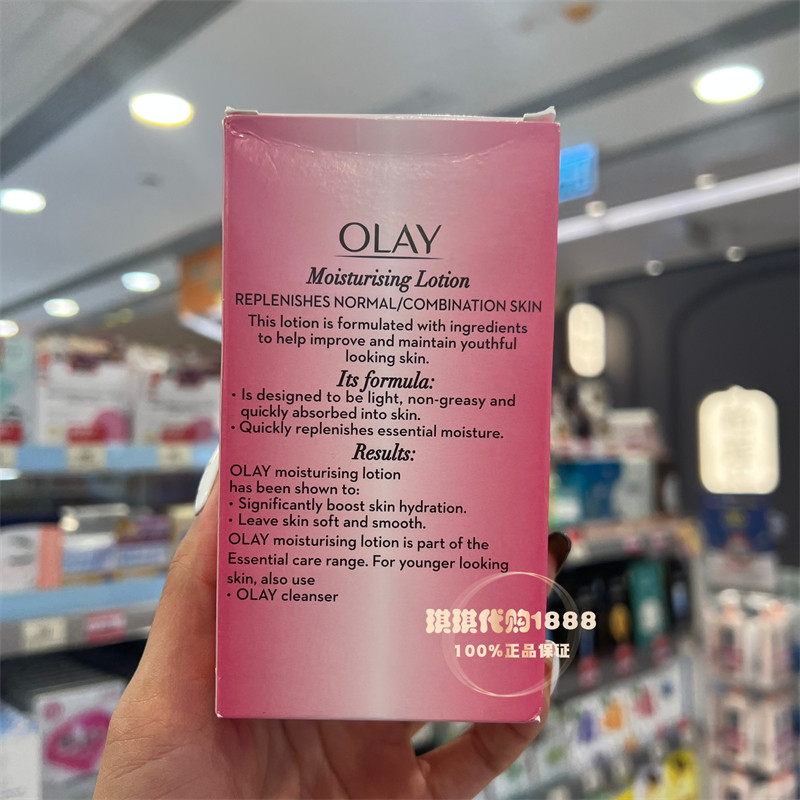 OLAY
Moisturising Lotion
REPLENISHES NORMAL/COMBINATION SKIN
This lotion is formulated with ingredients
to help improve and maintain youthful
looking skin.
Its formula:
• Is designed to be light, non-greasy and
quickly absorbed into skin.
• Quickly replenishes essential moisture.
Results:
OLAY moisturising lotion
has been shown to:
• Significantly boost skin hydration.
• Leave skin soft and smooth.
OLAY moisturising lotion is part of the
Essential care range. For younger looking
skin, also use
• OLAY cleanser
琪琪代购1888
100%正品保证